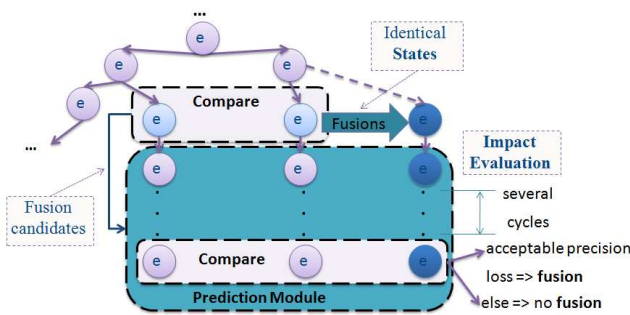 ...
e
Identical
States
e
e
Compare
e
e
e
Fusions
e
...
Impact
Evaluation
e
e
e
Fusion
candidates
several
cycles
Compare
acceptable precision
e
e
e
loss => fusion
Prediction Module
else => no fusion